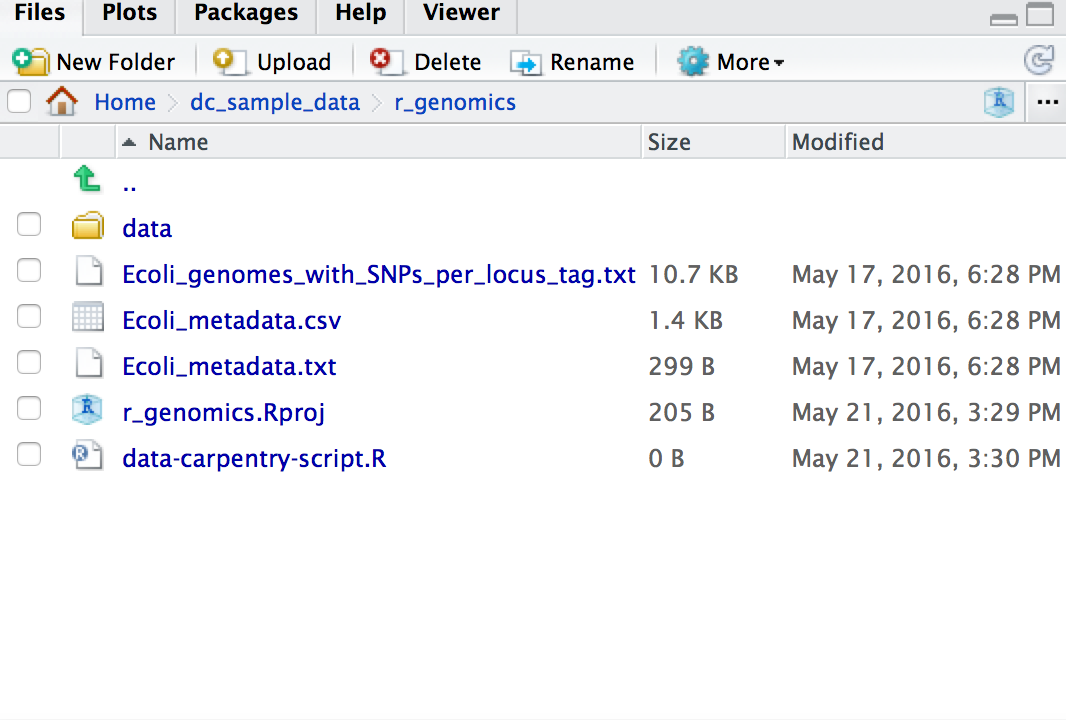 Files Plots Packages Help Viewer
New Folder Upload Delete Rename More
Home dc_sample_data r_genomics R ...
Name Size Modified
..
data
Ecoli_genomes_with_SNPs_per_locus_tag.txt 10.7 KB May 17, 2016, 6:28 PM
Ecoli_metadata.csv 1.4 KB May 17, 2016, 6:28 PM
Ecoli_metadata.txt 299 B May 17, 2016, 6:28 PM
R r_genomics.Rproj 205 B May 21, 2016, 3:29 PM
R data-carpentry-script.R 0 B May 21, 2016, 3:30 PM